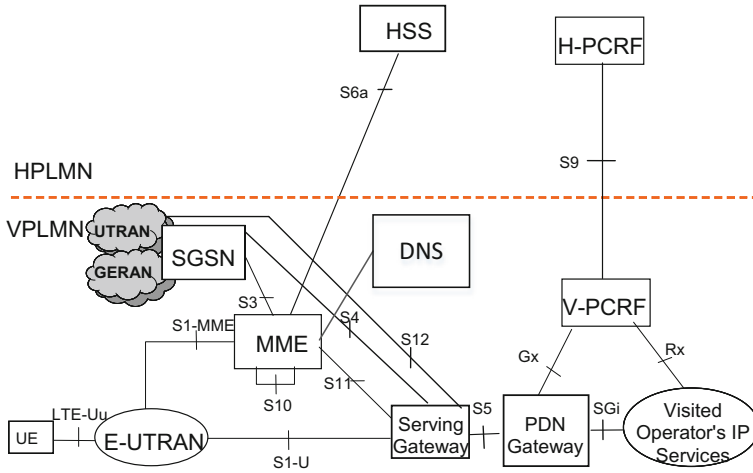 HSS
H-PCRF
S6a
S9
HPLMN
VPLMN
UTRAN
GERAN
SGSN
DNS
S3
S4
S12
V-PCRF
S1-MME
MME
S11
S10
Gx
Rx
LTE-Uu
UE
E-UTRAN
S1-U
Serving
Gateway
S5
PDN
Gateway
SGi
Visited
Operator's IP
Services